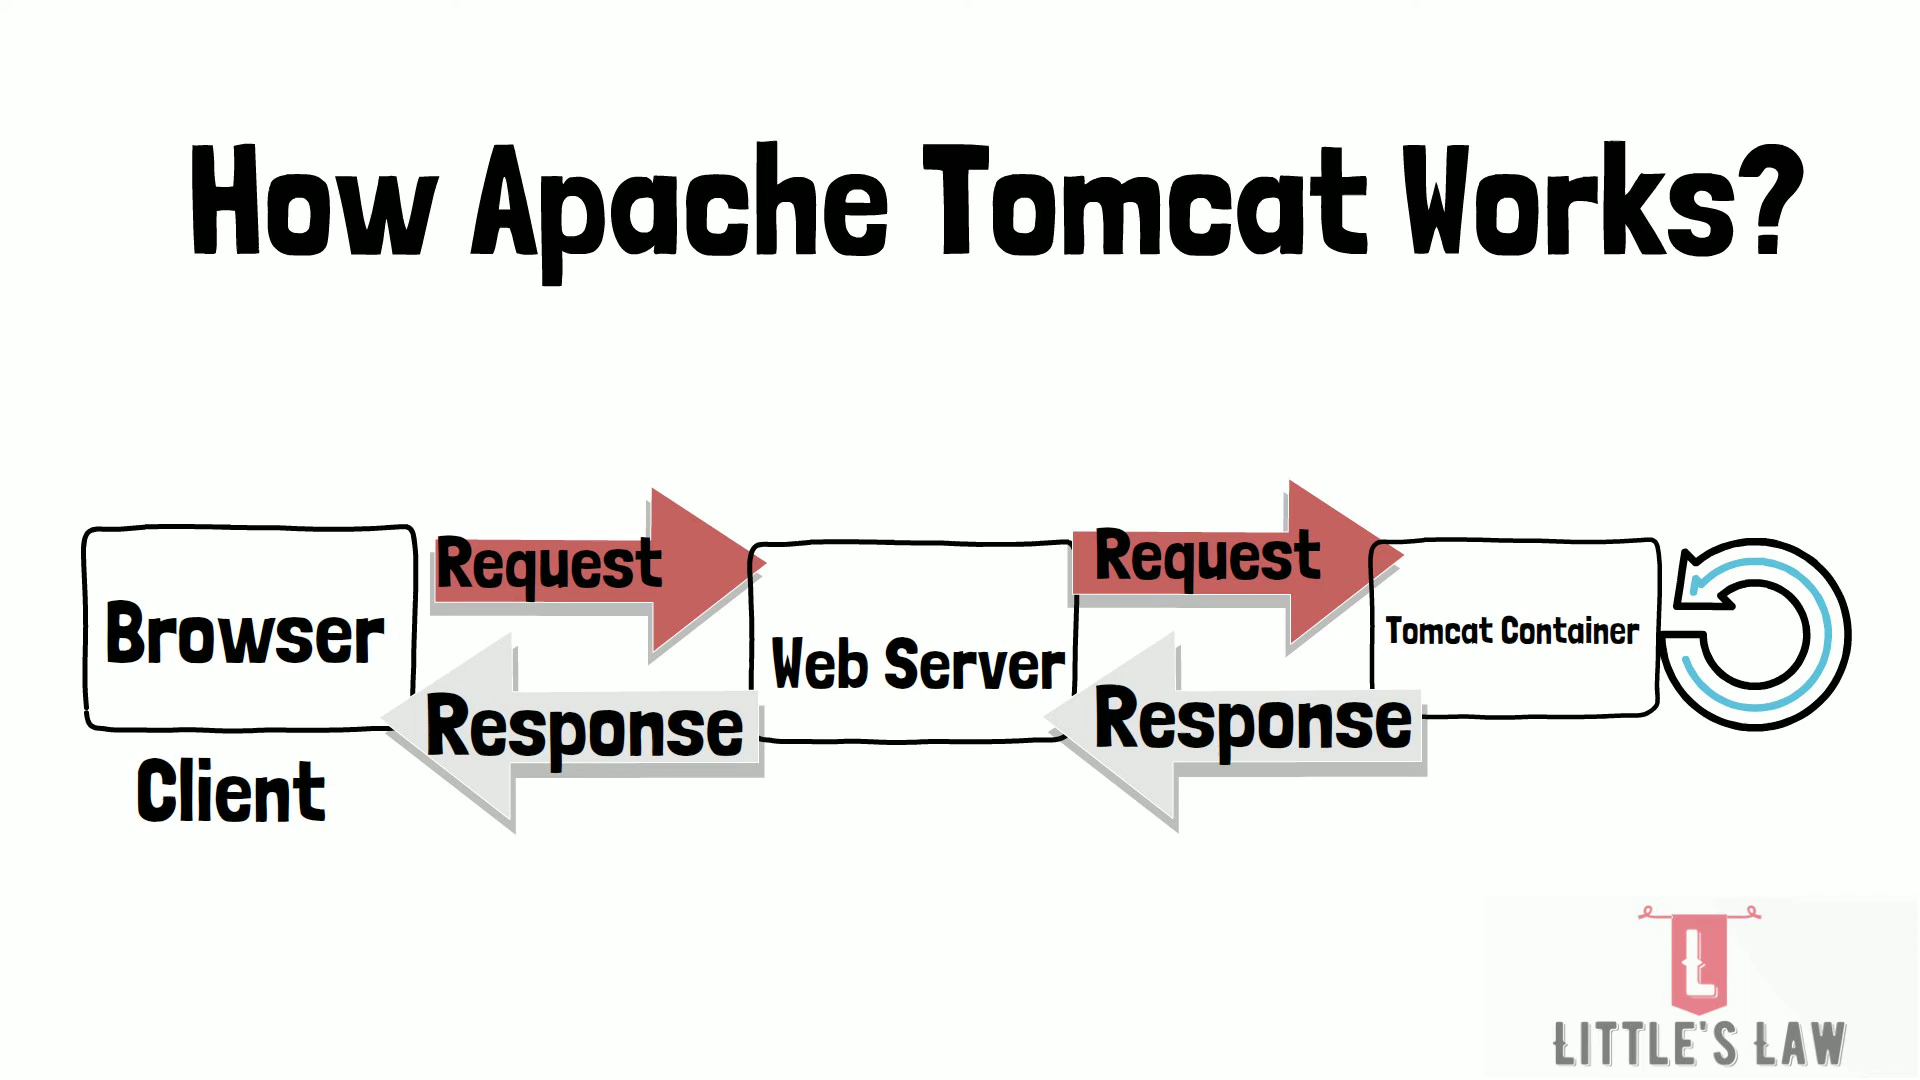 How Apache Tomcat Works?
Request
Request
Browser
Web Server
Tomcat Container
Response
Response
Client
L
LITTLE'S LAW